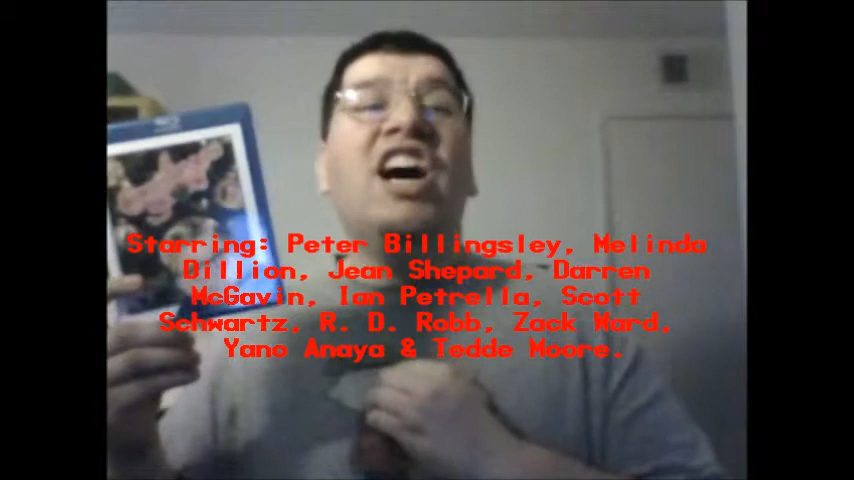 Starring: Peter Billingsley, Melinda
Dillion, Jean Shepard, Darren
McGavin, Ian Petrella, Scott
Schwartz, R. D. Robb, Zack Ward,
Yano Anaya & Tedde Moore.